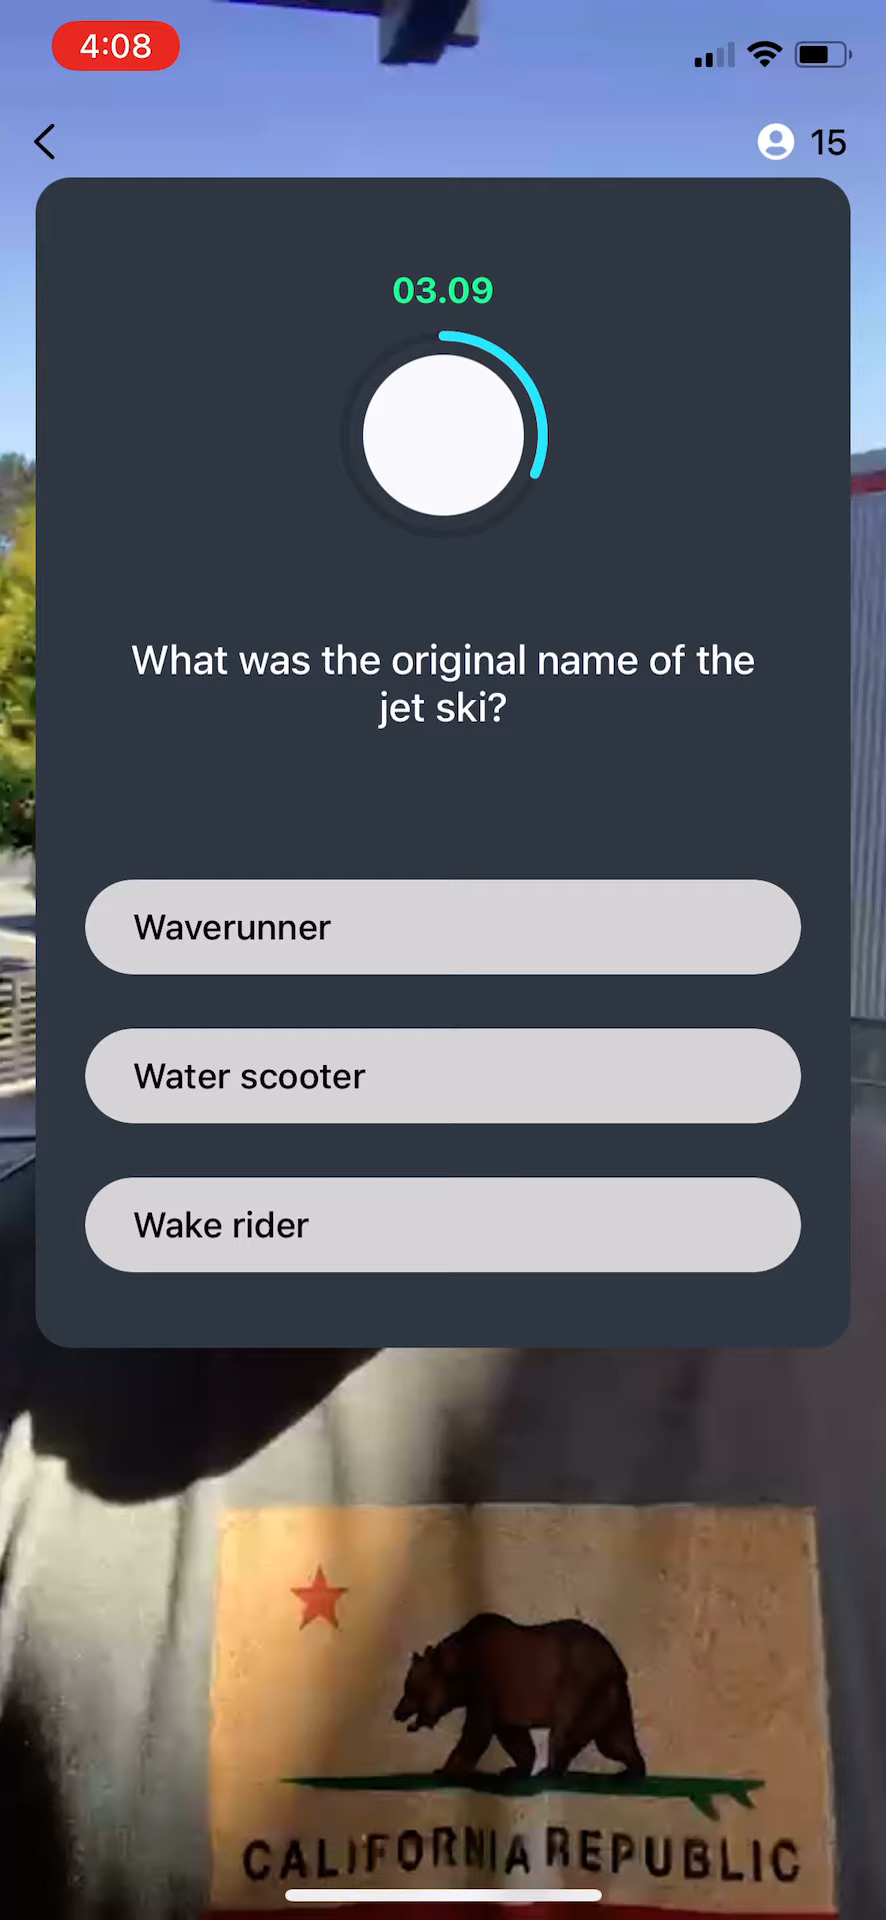 4:08
15
03.09
What was the original name of the
jet ski?
Waverunner
Water scooter
Wake rider
CALIFORNIA REPUBLIC